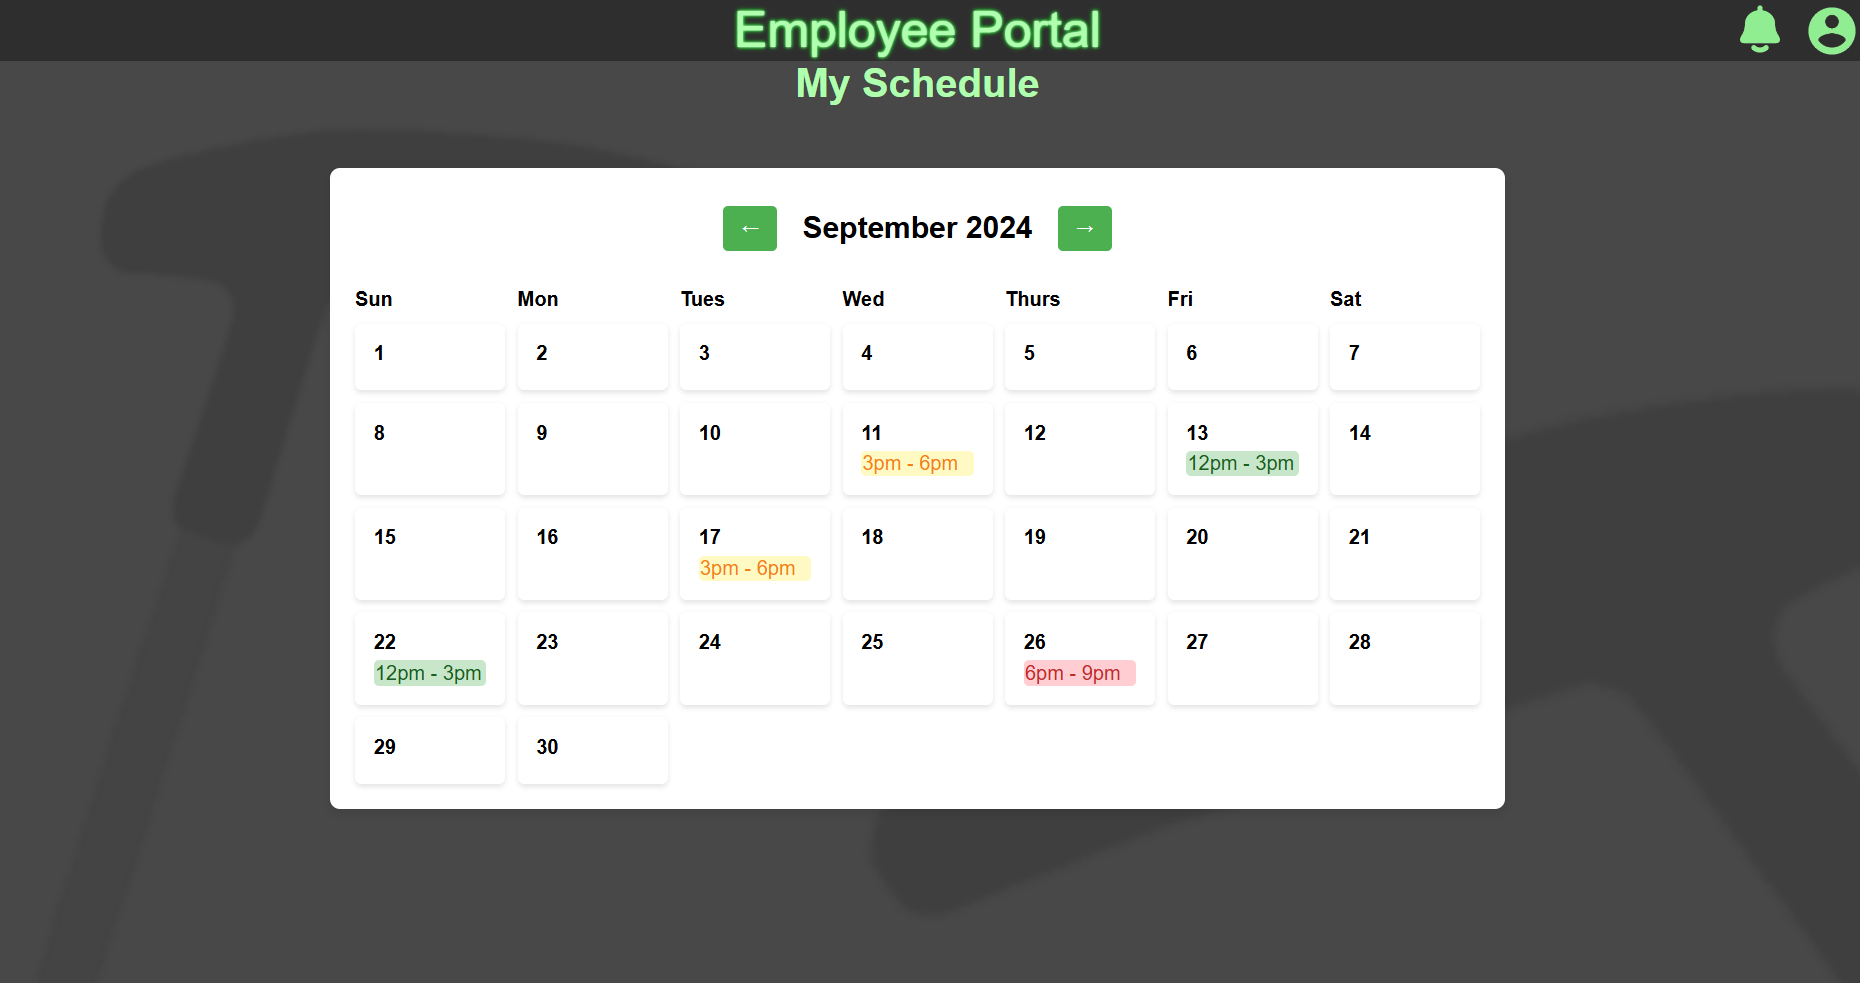 Employee Portal
My Schedule
← September 2024 →
Sun Mon Tues Wed Thurs Fri Sat
1 2 3 4 5 6 7
8 9 10 11 12 13 14
3pm - 6pm 12pm - 3pm
15 16 17 18 19 20 21
3pm - 6pm
22 23 24 25 26 27 28
12pm - 3pm 6pm - 9pm
29 30